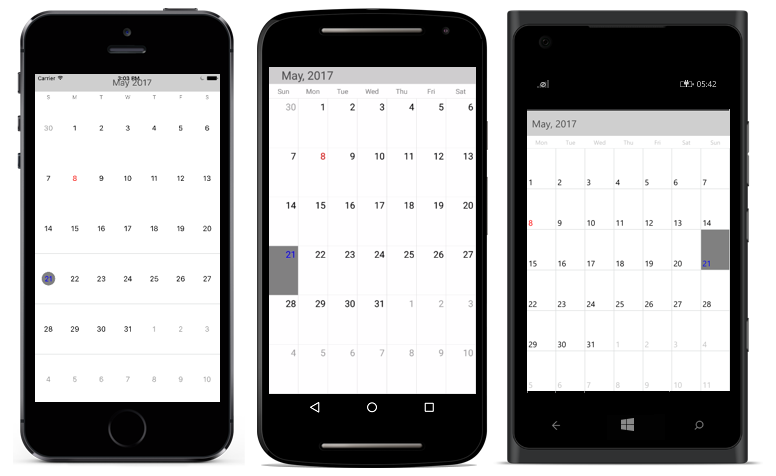 Carrier 3:03 PM
May 2017
S M T W T F S
30 1 2 3 4 5 6
7 8 9 10 11 12 13
14 15 16 17 18 19 20
21 22 23 24 25 26 27
28 29 30 31 1 2 3
4 5 6 7 8 9 10
May, 2017
Sun Mon Tue Wed Thu Fri Sat
30 1 2 3 4 5 6
7 8 9 10 11 12 13
14 15 16 17 18 19 20
21 22 23 24 25 26 27
28 29 30 31 1 2 3
4 5 6 7 8 9 10
05:42
May, 2017
Mon Tue Wed Thu Fri Sat Sun
1 2 3 4 5 6 7
8 9 10 11 12 13 14
15 16 17 18 19 20 21
22 23 24 25 26 27 28
29 30 31 1 2 3 4
5 6 7 8 9 10 11